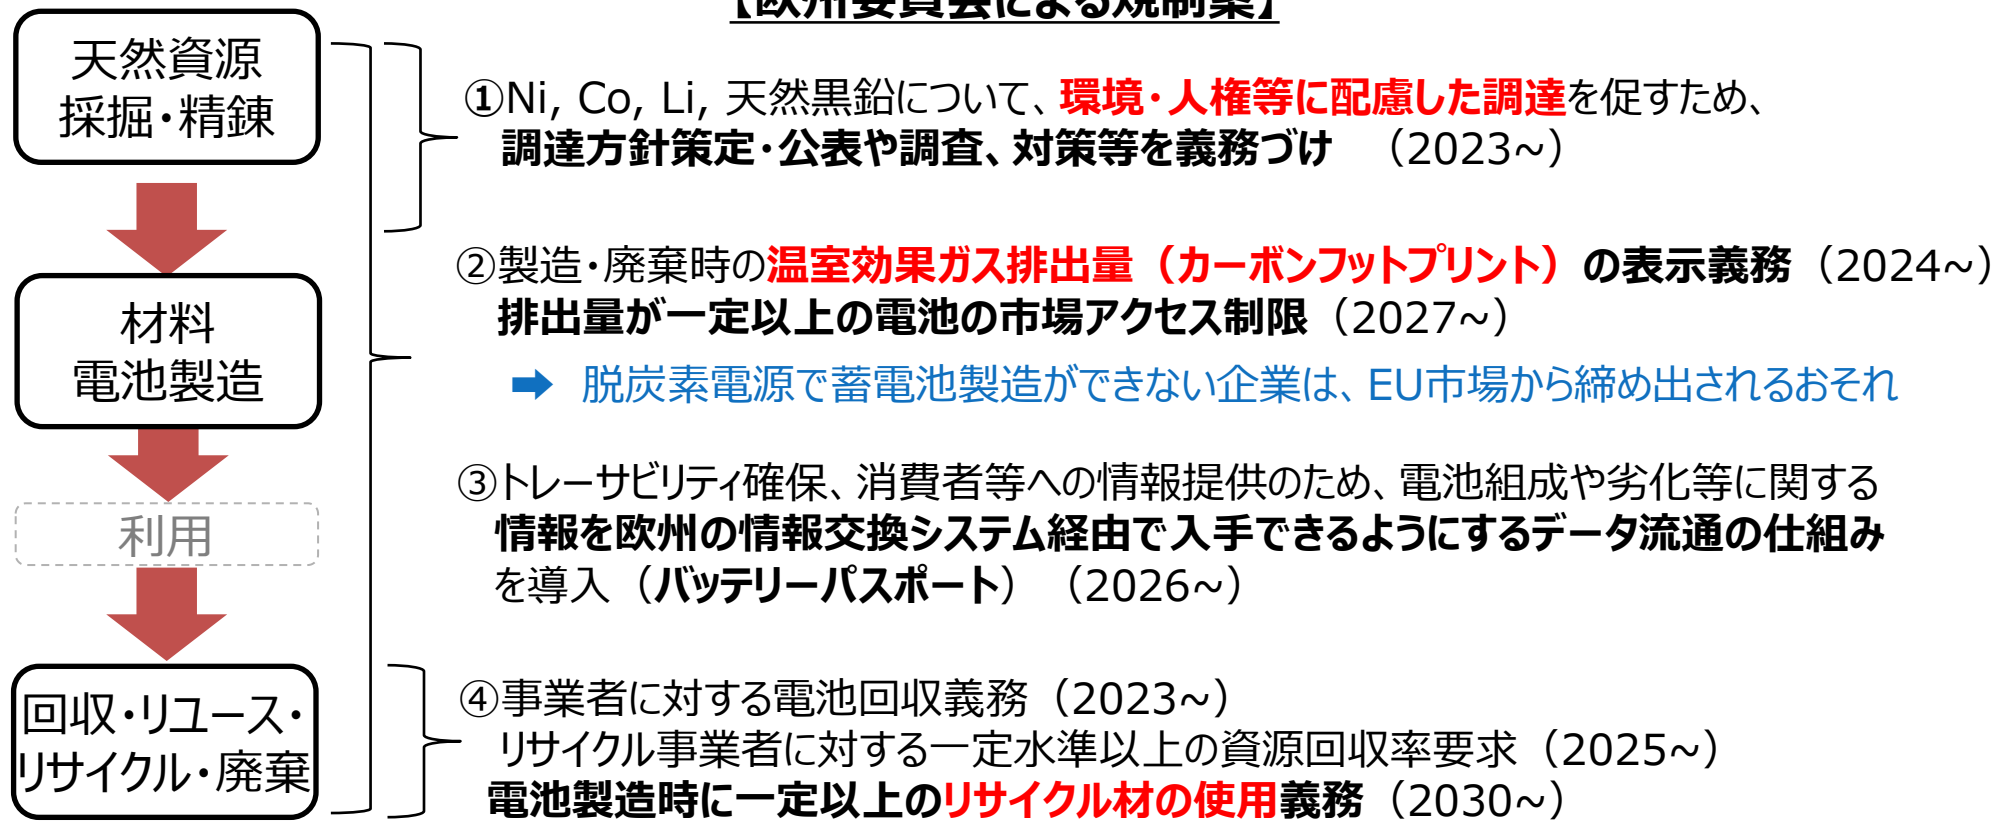 【欧州委員会による規制案】
天然資源
採掘・精錬
①Ni, Co, Li, 天然黒鉛について、環境・人権等に配慮した調達を促すため、
調達方針策定・公表や調査、対策等を義務づけ　（2023~）
②製造・廃棄時の温室効果ガス排出量（カーボンフットプリント）の表示義務（2024~）
排出量が一定以上の電池の市場アクセス制限（2027~）
材料
電池製造
➡ 脱炭素電源で蓄電池製造ができない企業は、EU市場から締め出されるおそれ
③トレーサビリティ確保、消費者等への情報提供のため、電池組成や劣化等に関する
情報を欧州の情報交換システム経由で入手できるようにするデータ流通の仕組み
を導入（バッテリーパスポート）（2026~）
利用
④事業者に対する電池回収義務（2023~）
リサイクル事業者に対する一定水準以上の資源回収率要求（2025~）
電池製造時に一定以上のリサイクル材の使用義務（2030~）
回収・リユース・
リサイクル・廃棄